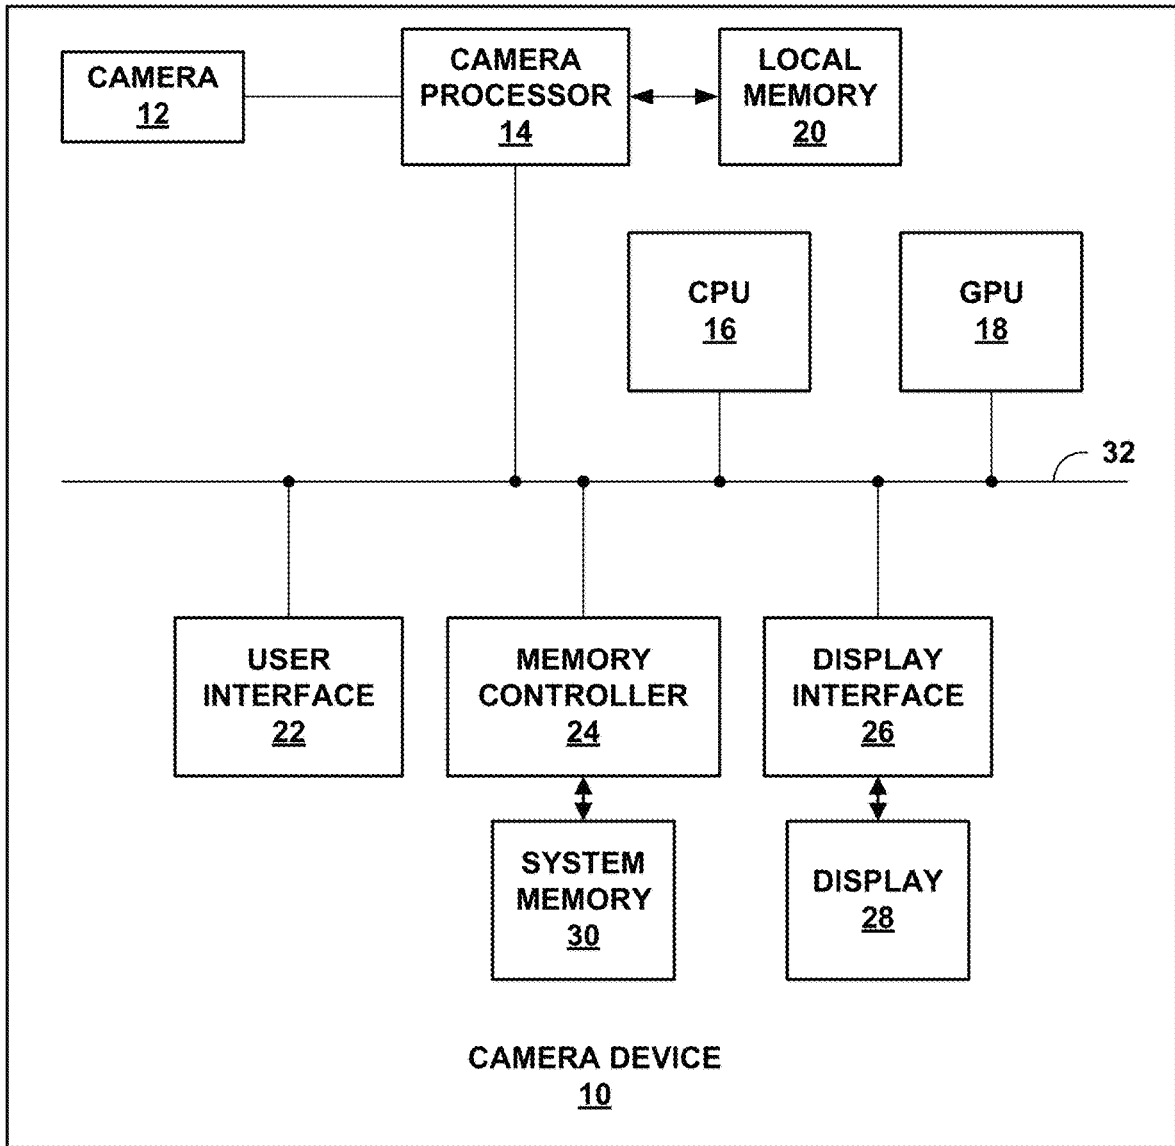 CAMERA
12
CAMERA
PROCESSOR
14
LOCAL
MEMORY
20
CPU
16
GPU
18
32
USER
INTERFACE
22
MEMORY
CONTROLLER
24
DISPLAY
INTERFACE
26
SYSTEM
MEMORY
30
DISPLAY
28
CAMERA DEVICE
10